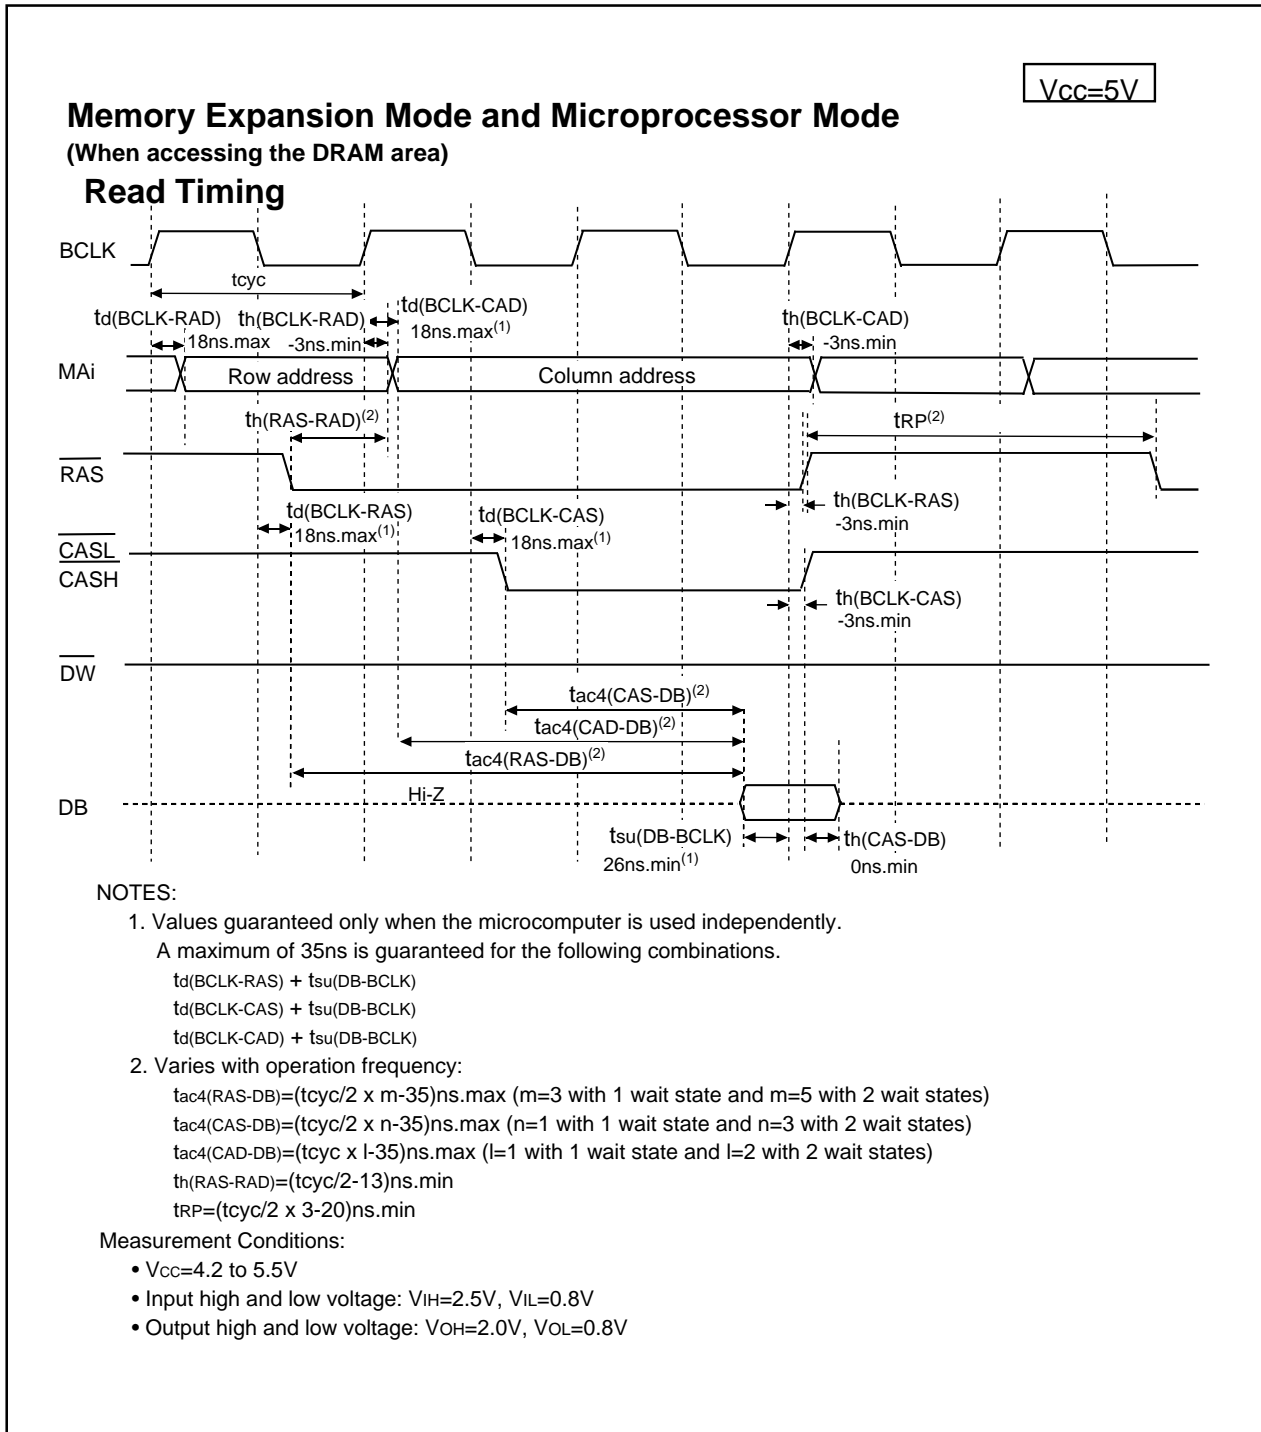 Vcc=5V
Memory Expansion Mode and Microprocessor Mode
(When accessing the DRAM area)
Read Timing
BCLK
tcyc
td(BCLK-RAD)
18ns.max
th(BCLK-RAD)
-3ns.min
td(BCLK-CAD)
18ns.max(1)
th(BCLK-CAD)
-3ns.min
MAi
Row address
Column address
th(RAS-RAD)(2)
tRP(2)
RAS
td(BCLK-RAS)
18ns.max(1)
td(BCLK-CAS)
18ns.max(1)
th(BCLK-RAS)
-3ns.min
CASL
CASH
th(BCLK-CAS)
-3ns.min
DW
tac4(CAS-DB)(2)
tac4(CAD-DB)(2)
tac4(RAS-DB)(2)
DB
Hi-Z
tsu(DB-BCLK)
26ns.min(1)
th(CAS-DB)
0ns.min
NOTES:
1. Values guaranteed only when the microcomputer is used independently.
A maximum of 35ns is guaranteed for the following combinations.
td(BCLK-RAS) + tsu(DB-BCLK)
td(BCLK-CAS) + tsu(DB-BCLK)
td(BCLK-CAD) + tsu(DB-BCLK)
2. Varies with operation frequency:
tac4(RAS-DB)=(tcyc/2 x m-35)ns.max (m=3 with 1 wait state and m=5 with 2 wait states)
tac4(CAS-DB)=(tcyc/2 x n-35)ns.max (n=1 with 1 wait state and n=3 with 2 wait states)
tac4(CAD-DB)=(tcyc x l-35)ns.max (l=1 with 1 wait state and l=2 with 2 wait states)
th(RAS-RAD)=(tcyc/2-13)ns.min
tRP=(tcyc/2 x 3-20)ns.min
Measurement Conditions:
• VCC=4.2 to 5.5V
• Input high and low voltage: VIH=2.5V, VIL=0.8V
• Output high and low voltage: VOH=2.0V, VOL=0.8V